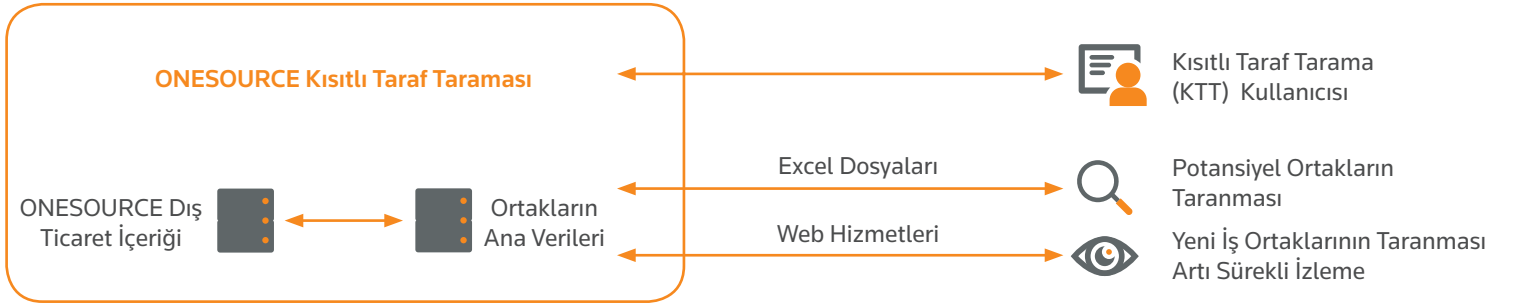 ONESOURCE Kısıtlı Taraf Taraması
ONESOURCE Dış
Ticaret İçeriği
Ortakların
Ana Verileri
Excel Dosyaları
Web Hizmetleri
Kısıtlı Taraf Tarama
(KTT) Kullanıcısı
Potansiyel Ortakların
Taranması
Yeni İş Ortaklarının Taranması
Artı Sürekli İzleme